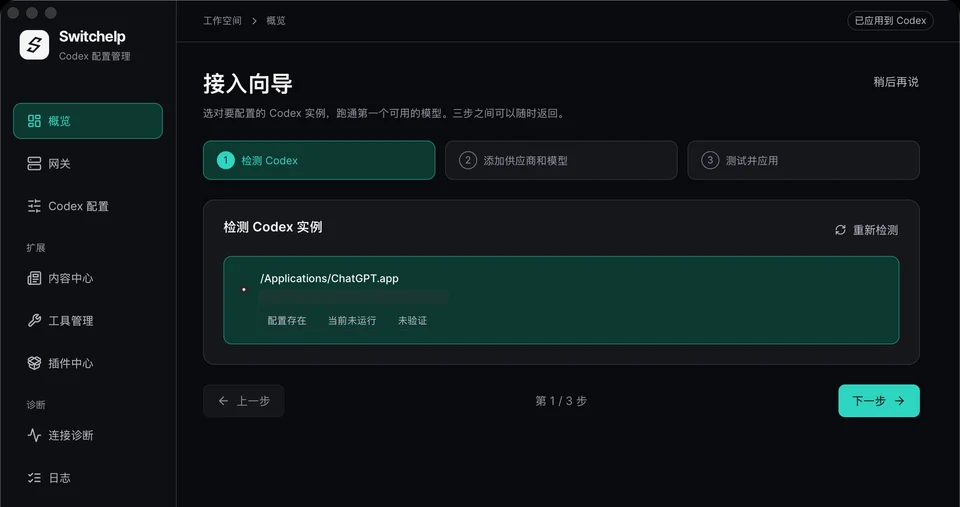 Switchelp
Codex 配置管理
概览
网关
Codex 配置
扩展
内容中心
工具管理
插件中心
诊断
连接诊断
日志
工作空间 > 概览
已应用到 Codex
接入向导
稍后再说
选对要配置的 Codex 实例，跑通第一个可用的模型。三步之间可以随时返回。
1 检测 Codex
2 添加供应商和模型
3 测试并应用
检测 Codex 实例
重新检测
/Applications/ChatGPT.app
配置存在 当前未运行 未验证
← 上一步
第 1 / 3 步
下一步 →